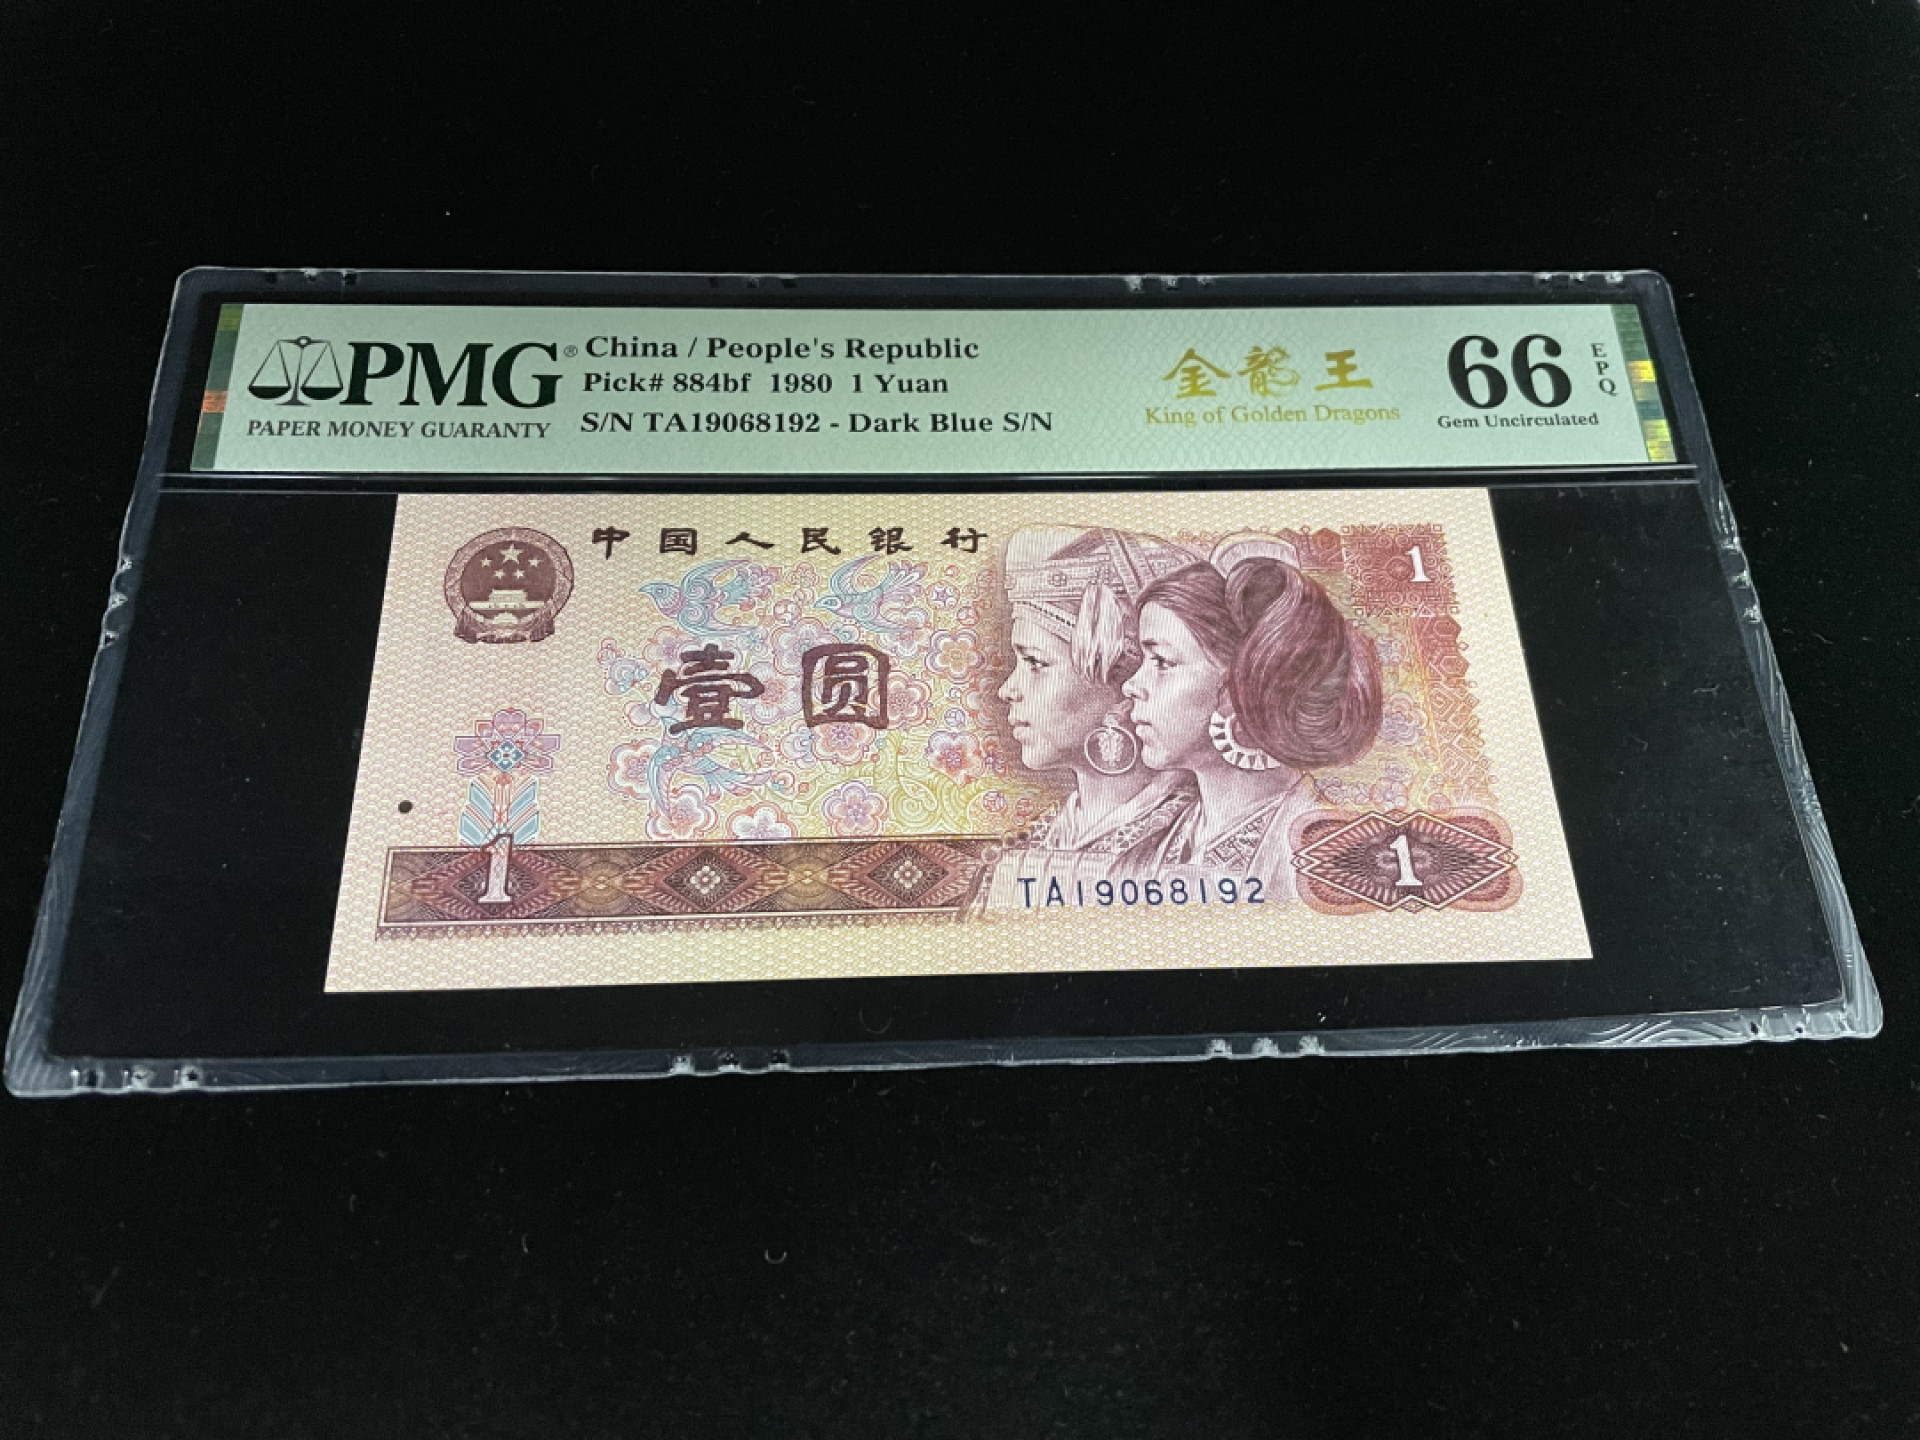 PMG®
PAPER MONEY GUARANTY
China / People's Republic
Pick# 884bf 1980 1 Yuan
S/N TA19068192 - Dark Blue S/N
金龍王
King of Golden Dragons
66 EPQ
Gem Uncirculated
中国人民银行
1
壹圆
1
TA19068192
1